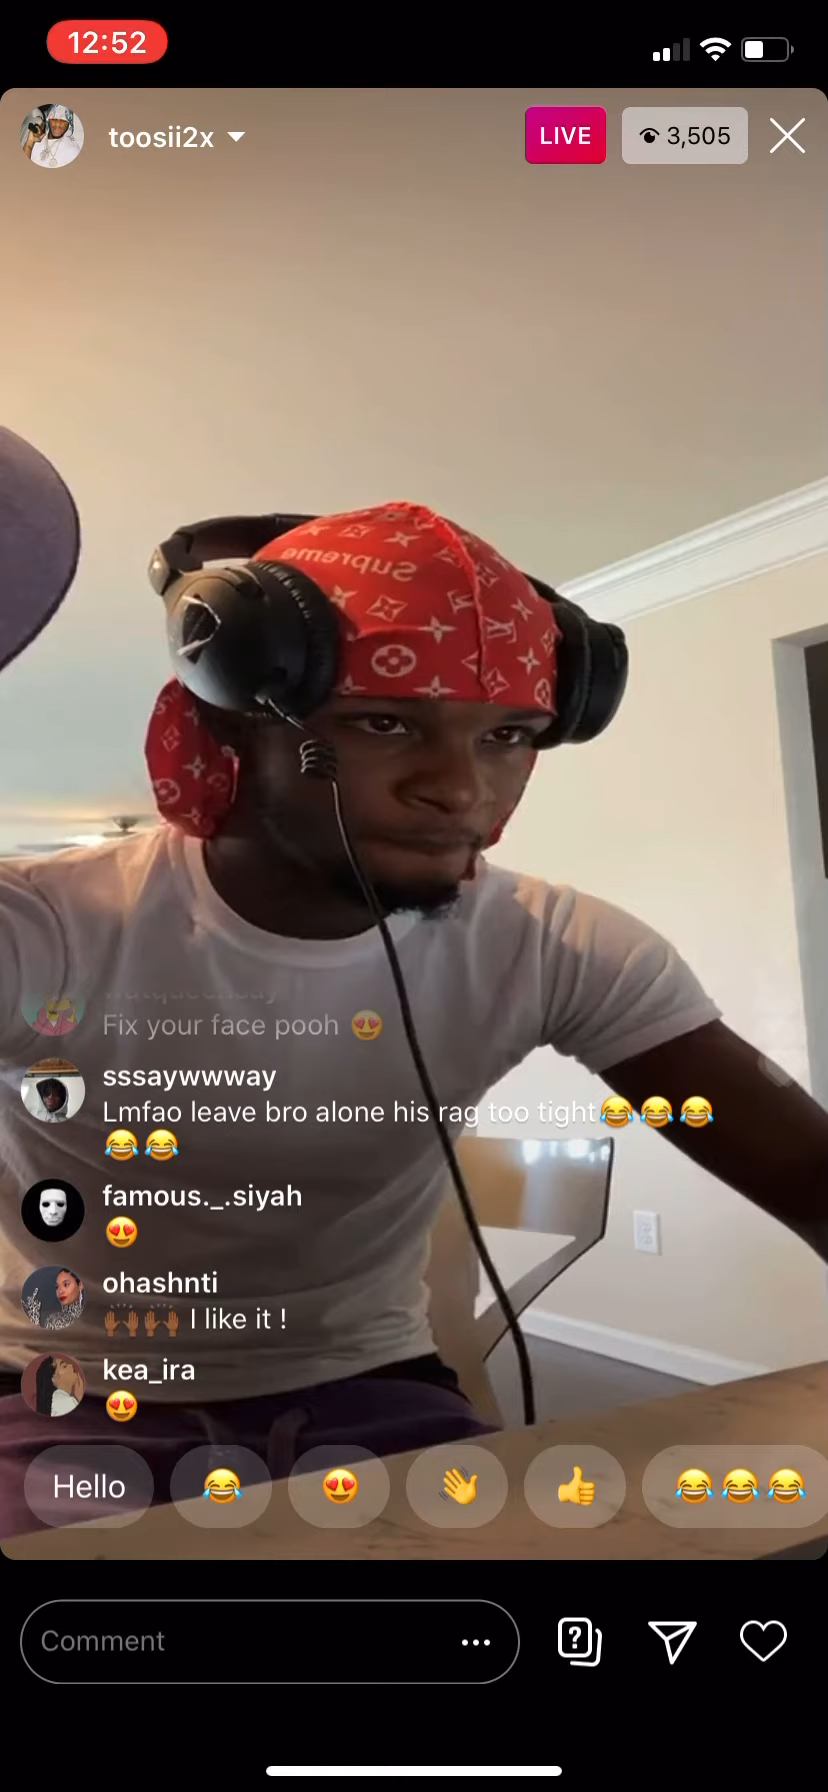 12:52
toosii2x
LIVE
3,505
Supreme
Fix your face pooh 😍
sssaywwway
Lmfao leave bro alone his rag too tight😂😂😂
😂😂
famous._.siyah
😍
ohashnti
🙌🏾🙌🏾 I like it !
kea_ira
😍
Hello 😂 😍 👋 👍 😂😂😂
Comment